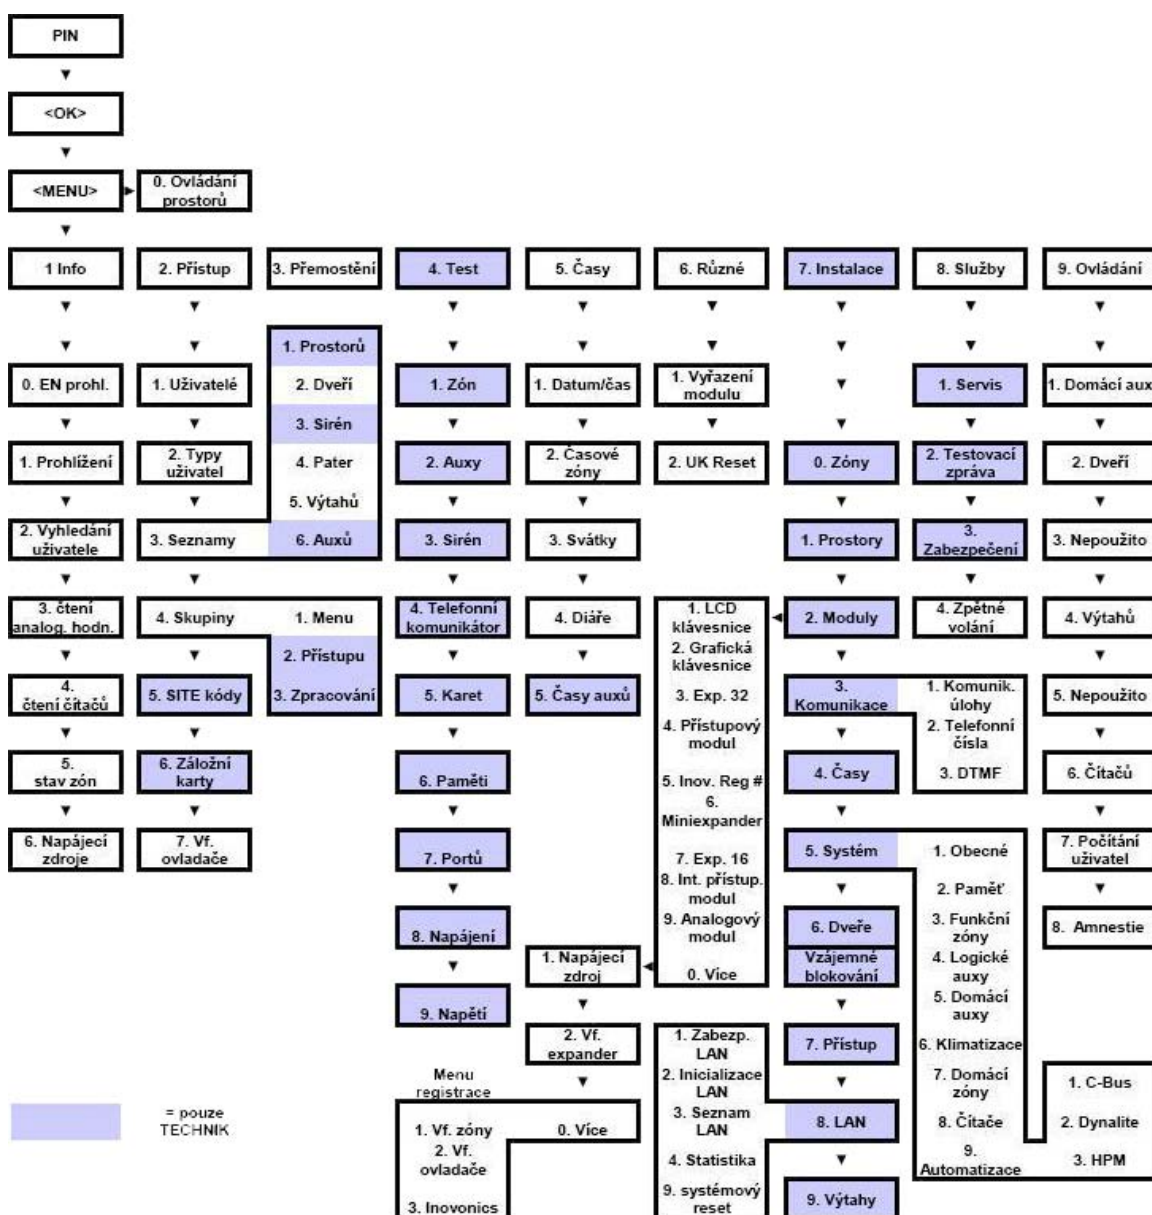 PIN
<OK>
<MENU>
0. Ovládání
prostorů
1 Info
2. Přístup
3. Přemostění
4. Test
5. Časy
6. Různé
7. Instalace
8. Služby
9. Ovládání
0. EN prohl.
1. Prohlížení
2. Vyhledání
uživatele
3. čtení
analog. hodn.
4.
čtení čítačů
5.
stav zón
6. Napájecí
zdroje
1. Uživatelé
2. Typy
uživatel
3. Seznamy
4. Skupiny
5. SITE kódy
6. Záložní
karty
7. Vf.
ovladače
1. Prostorů
2. Dveří
3. Sirén
4. Pater
5. Výtahů
6. Auxů
1. Menu
2. Přístupu
3. Zpracování
1. Zón
2. Auxy
3. Sirén
4. Telefonní
komunikátor
5. Karet
6. Paměti
7. Portů
8. Napájení
9. Napětí
1. Datum/čas
2. Časové
zóny
3. Svátky
4. Diáře
5. Časy auxů
1. Vyřazení
modulu
2. UK Reset
0. Zóny
1. Prostory
2. Moduly
3.
Komunikace
4. Časy
5. Systém
6. Dveře
Vzájemné
blokování
7. Přístup
8. LAN
9. Výtahy
1. LCD
klávesnice
2. Grafická
klávesnice
3. Exp. 32
4. Přístupový
modul
5. Inov. Reg #
6.
Miniexpander
7. Exp. 16
8. Int. přístup.
modul
9. Analogový
modul
0. Více
1. Napájecí
zdroj
2. Vf.
expander
0. Více
Menu
registrace
1. Vf. zóny
2. Vf.
ovladače
3. Inovonics
1. Zabezp.
LAN
2. Inicializace
LAN
3. Seznam
LAN
4. Statistika
9. systémový
reset
1. Komunik.
úlohy
2. Telefonní
čísla
3. DTMF
1. Obecné
2. Paměť
3. Funkční
zóny
4. Logické
auxy
5. Domácí
auxy
6. Klimatizace
7. Domácí
zóny
8. Čítače
9.
Automatizace
1. C-Bus
2. Dynalite
3. HPM
1. Servis
2. Testovací
zpráva
3.
Zabezpečení
4. Zpětné
volání
1. Domácí aux
2. Dveří
3. Nepoužito
4. Výtahů
5. Nepoužito
6. Čítačů
7. Počítání
uživatel
8. Amnestie
= pouze
TECHNIK